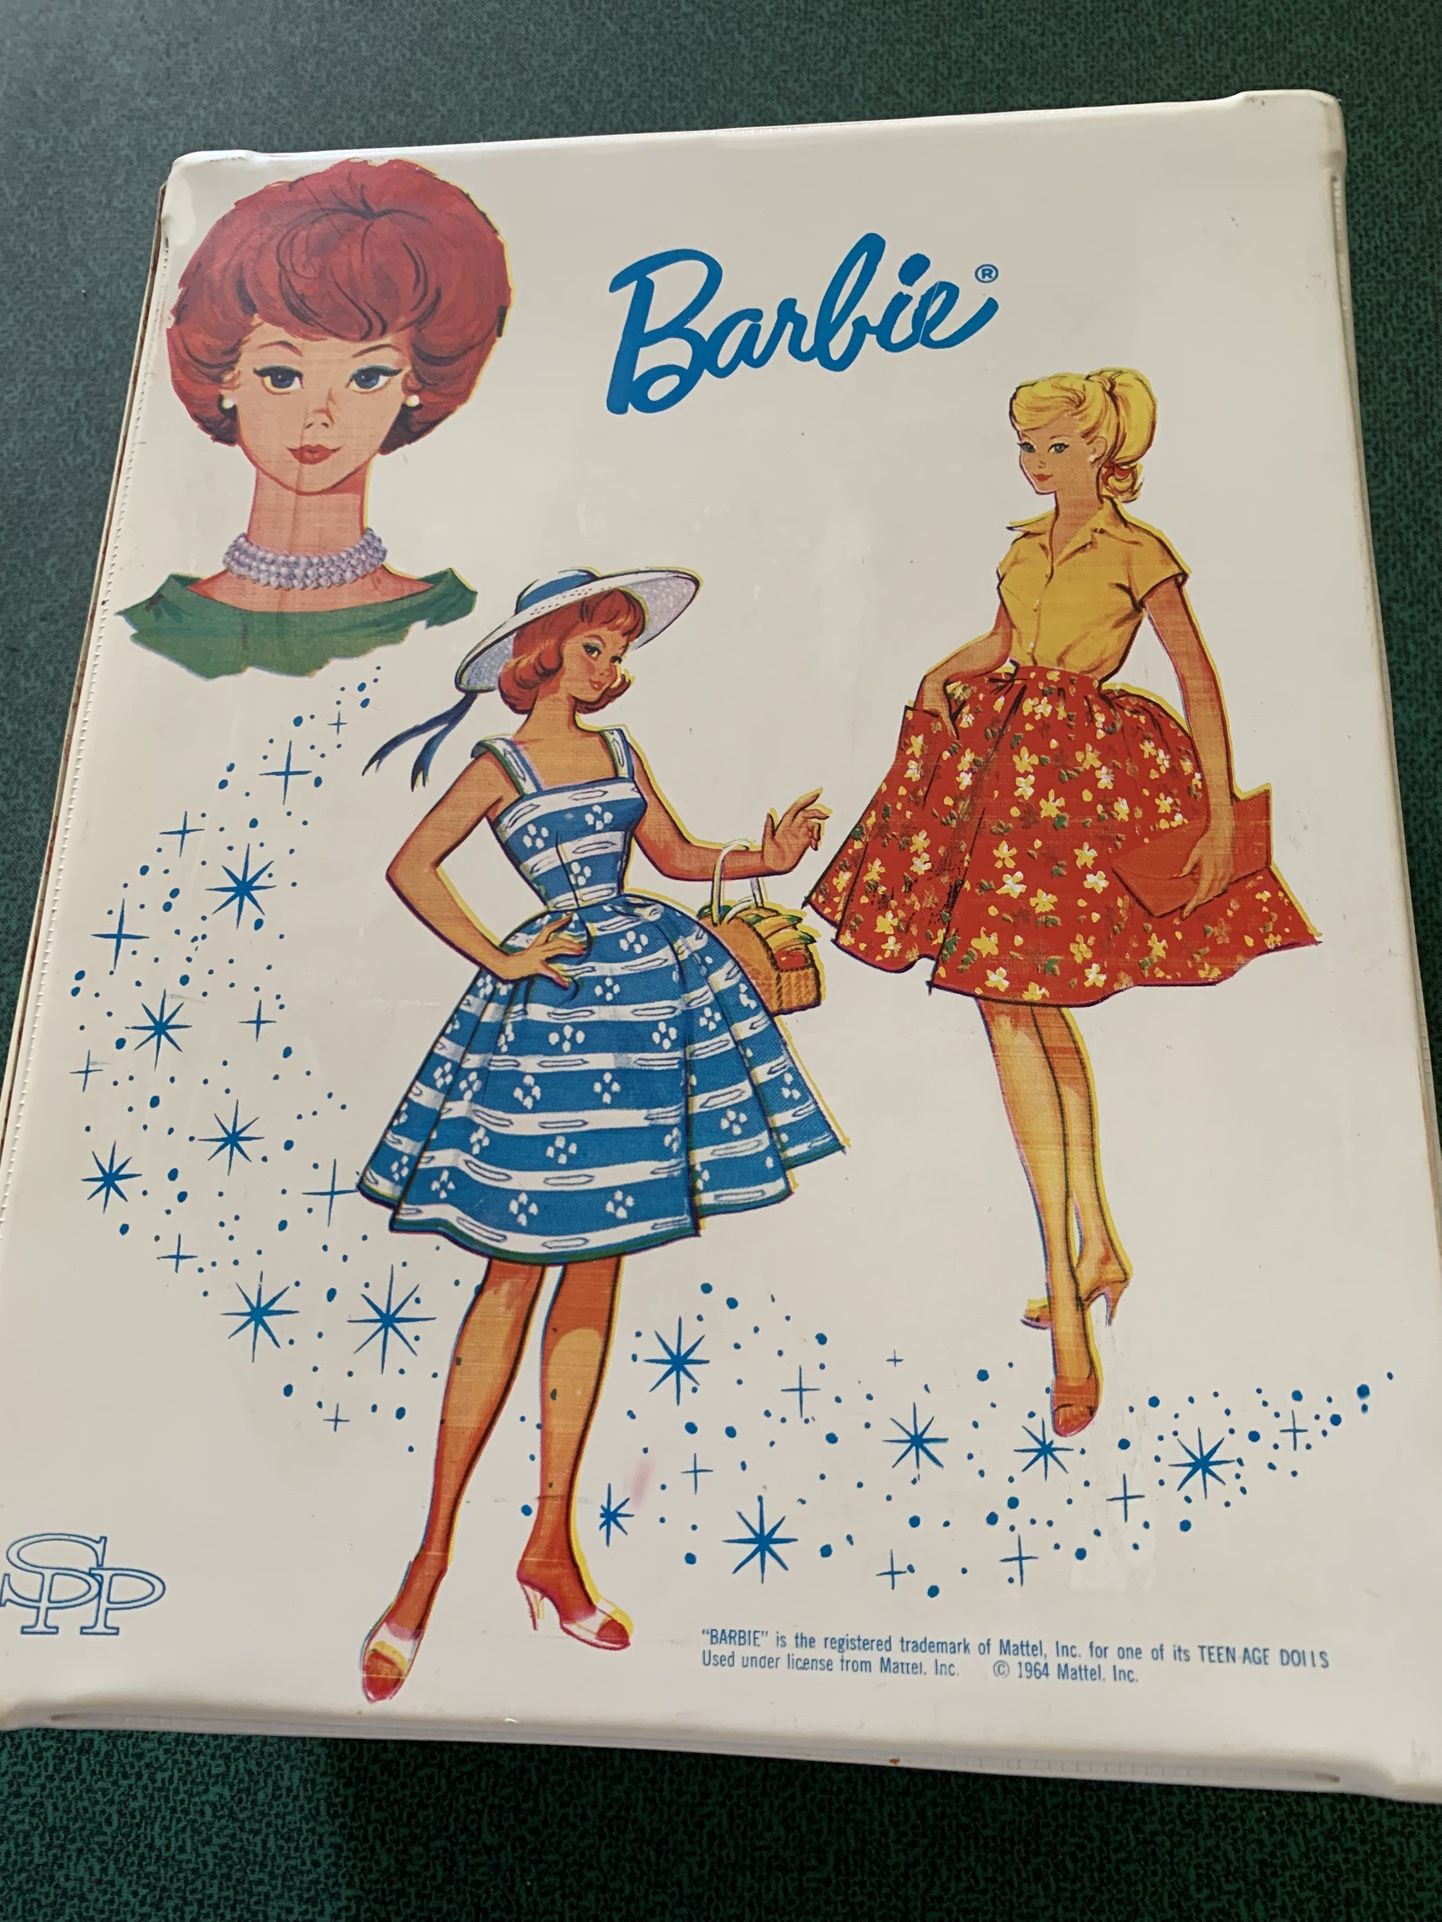 Barbie®
SPP
"BARBIE" is the registered trademark of Mattel, Inc. for one of its TEEN-AGE DOLLS
Used under license from Mattel, Inc. © 1964 Mattel, Inc.